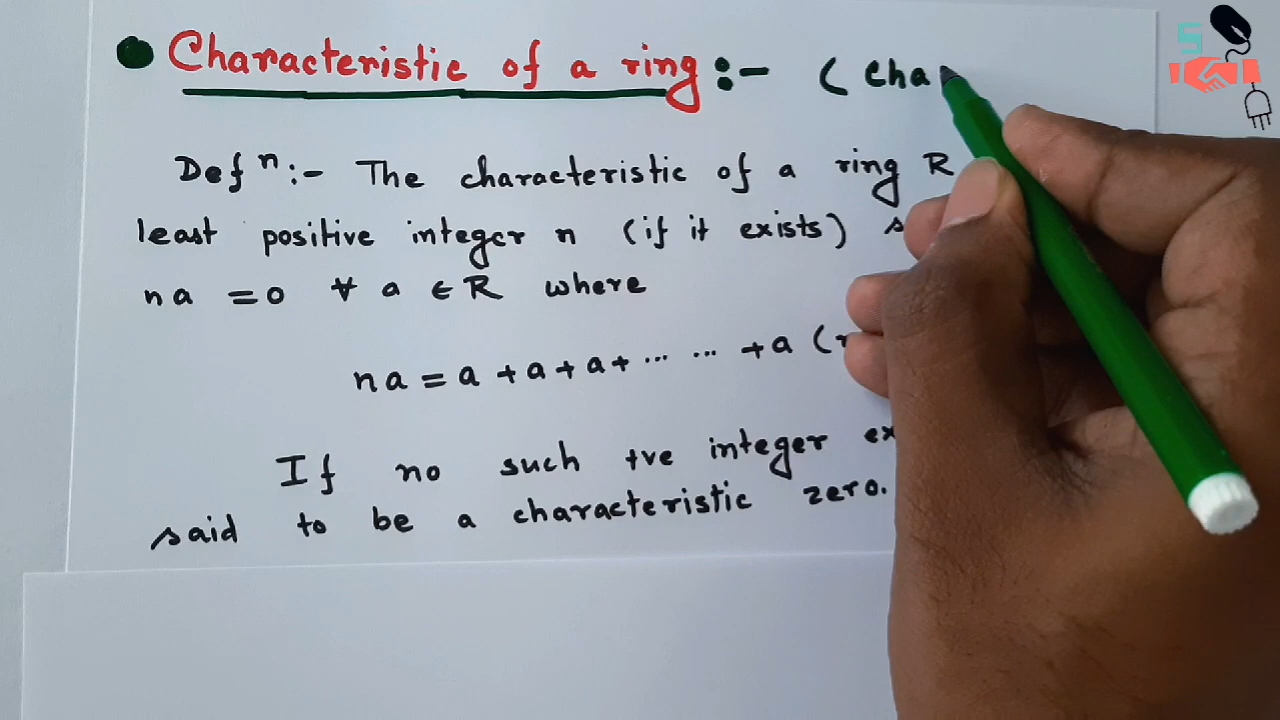 Characteristic of a ring :- ( Cha
Defⁿ:- The characteristic of a ring R
least positive integer n (if it exists)
na = 0 ∀ a ∈ R where
na = a + a + a + ... ... + a (
If no such +ve integer
said to be a characteristic zero.